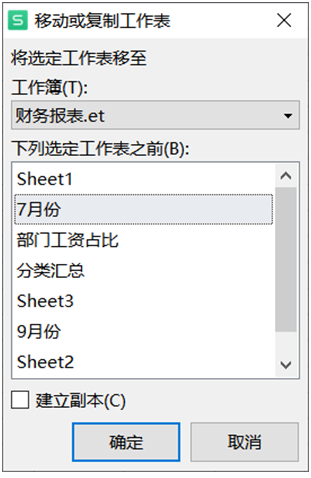 S 移动或复制工作表
将选定工作表移至
工作簿(T):
财务报表.et
下列选定工作表之前(B):
Sheet1
7月份
部门工资占比
分类汇总
Sheet3
9月份
Sheet2
建立副本(C)
确定 取消